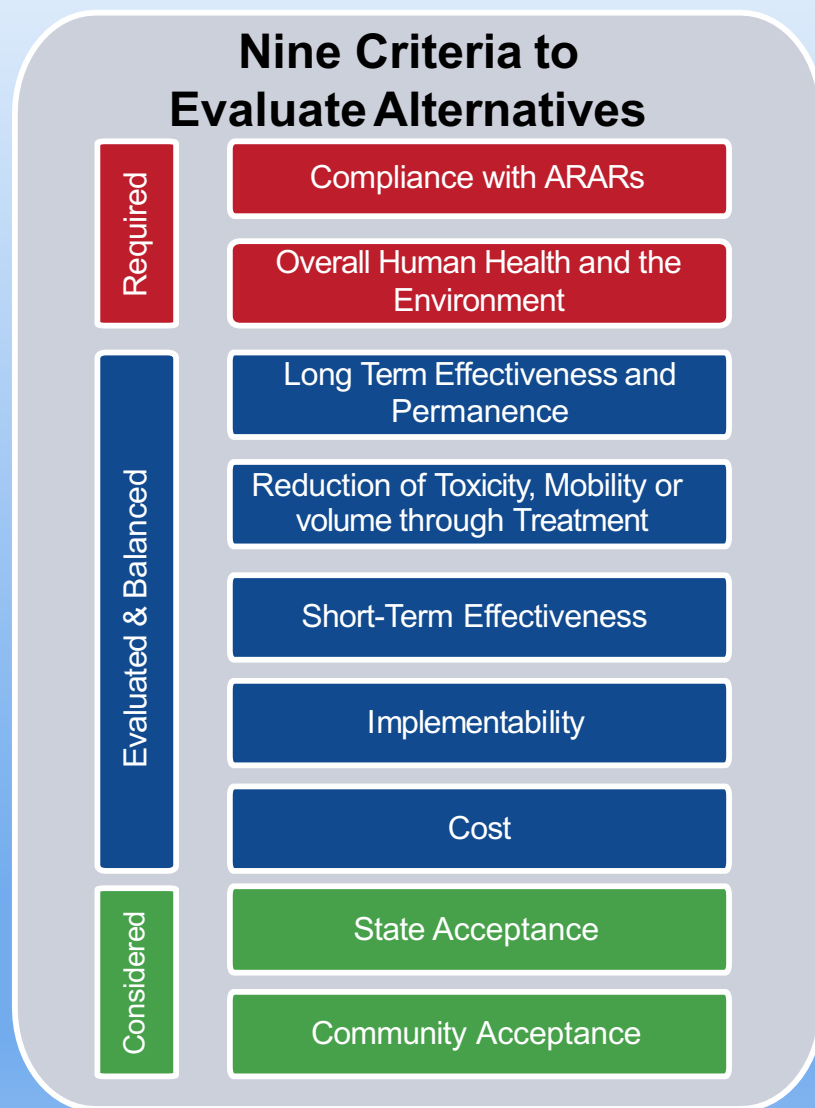 Nine Criteria to
Evaluate Alternatives
Required
Compliance with ARARs
Overall Human Health and the
Environment
Evaluated & Balanced
Long Term Effectiveness and
Permanence
Reduction of Toxicity, Mobility or
volume through Treatment
Short-Term Effectiveness
Implementability
Cost
Considered
State Acceptance
Community Acceptance